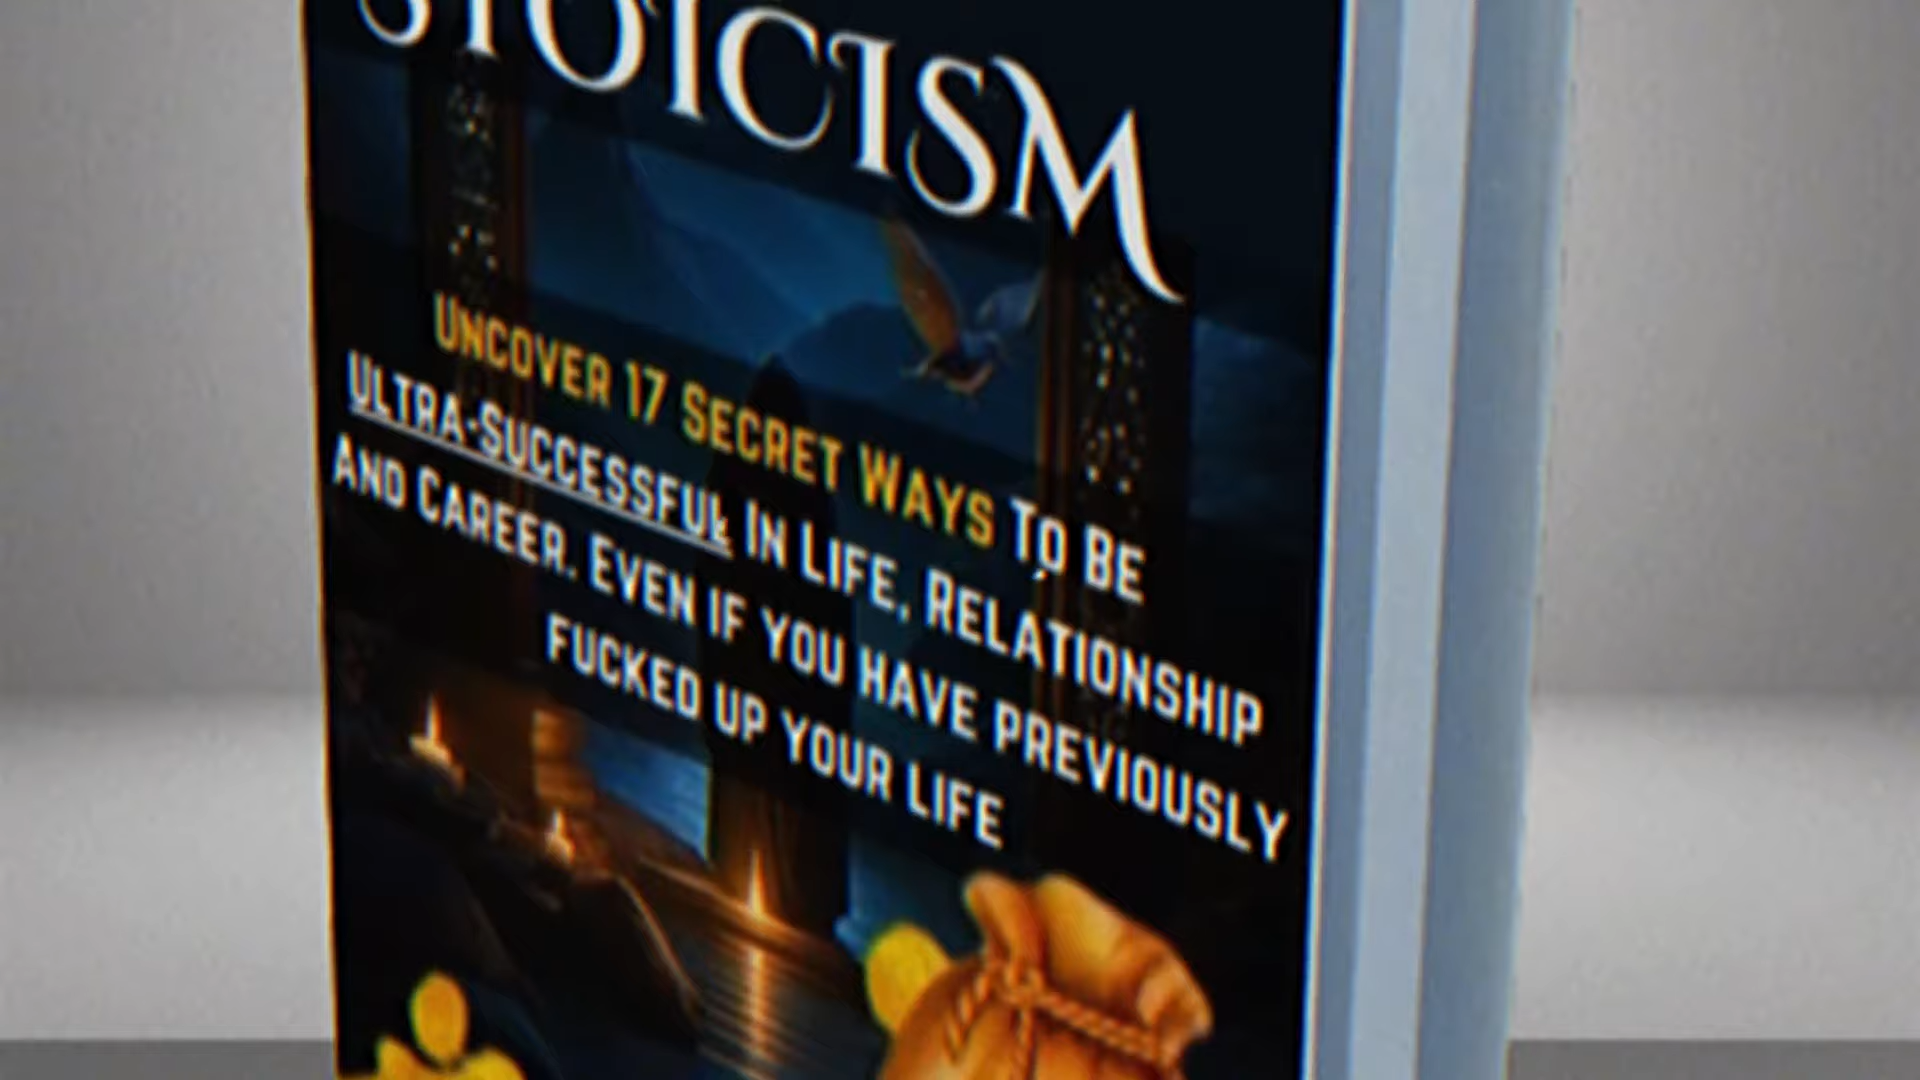 STOICISM
UNCOVER 17 SECRET WAYS TO BE
ULTRA-SUCCESSFUL IN LIFE, RELATIONSHIP
AND CAREER. EVEN IF YOU HAVE PREVIOUSLY
FUCKED UP YOUR LIFE